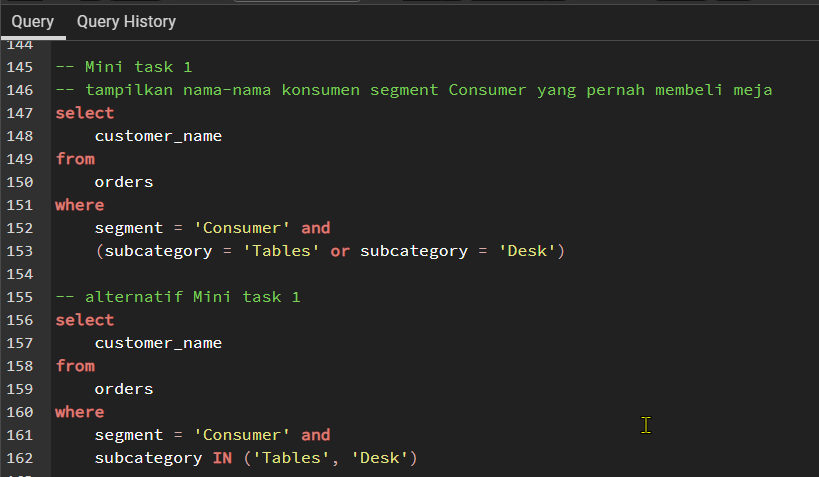 Query Query History
144
145 -- Mini task 1
146 -- tampilkan nama-nama konsumen segment Consumer yang pernah membeli meja
147 select
148 customer_name
149 from
150 orders
151 where
152 segment = 'Consumer' and
153 (subcategory = 'Tables' or subcategory = 'Desk')
154
155 -- alternatif Mini task 1
156 select
157 customer_name
158 from
159 orders
160 where
161 segment = 'Consumer' and
162 subcategory IN ('Tables', 'Desk')